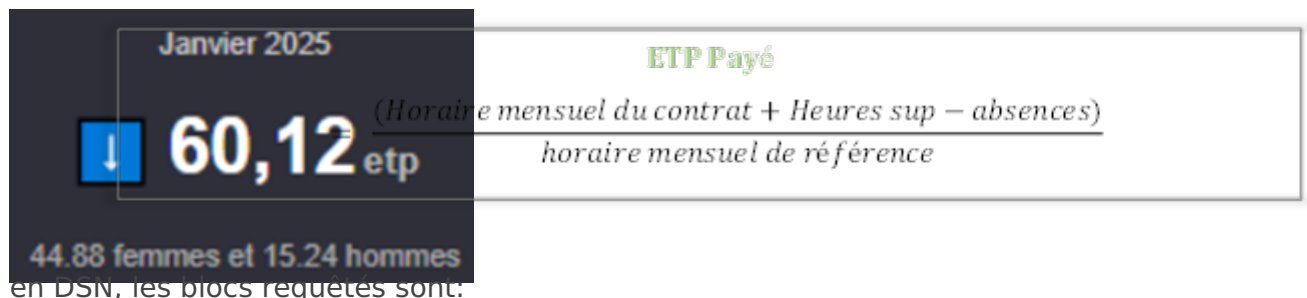 Janvier 2025
ETP Payé
↓ 60,12 etp
= (Horaire mensuel du contrat + Heures sup − absences)
horaire mensuel de référence
44.88 femmes et 15.24 hommes
en DSN, les blocs requêtés sont: